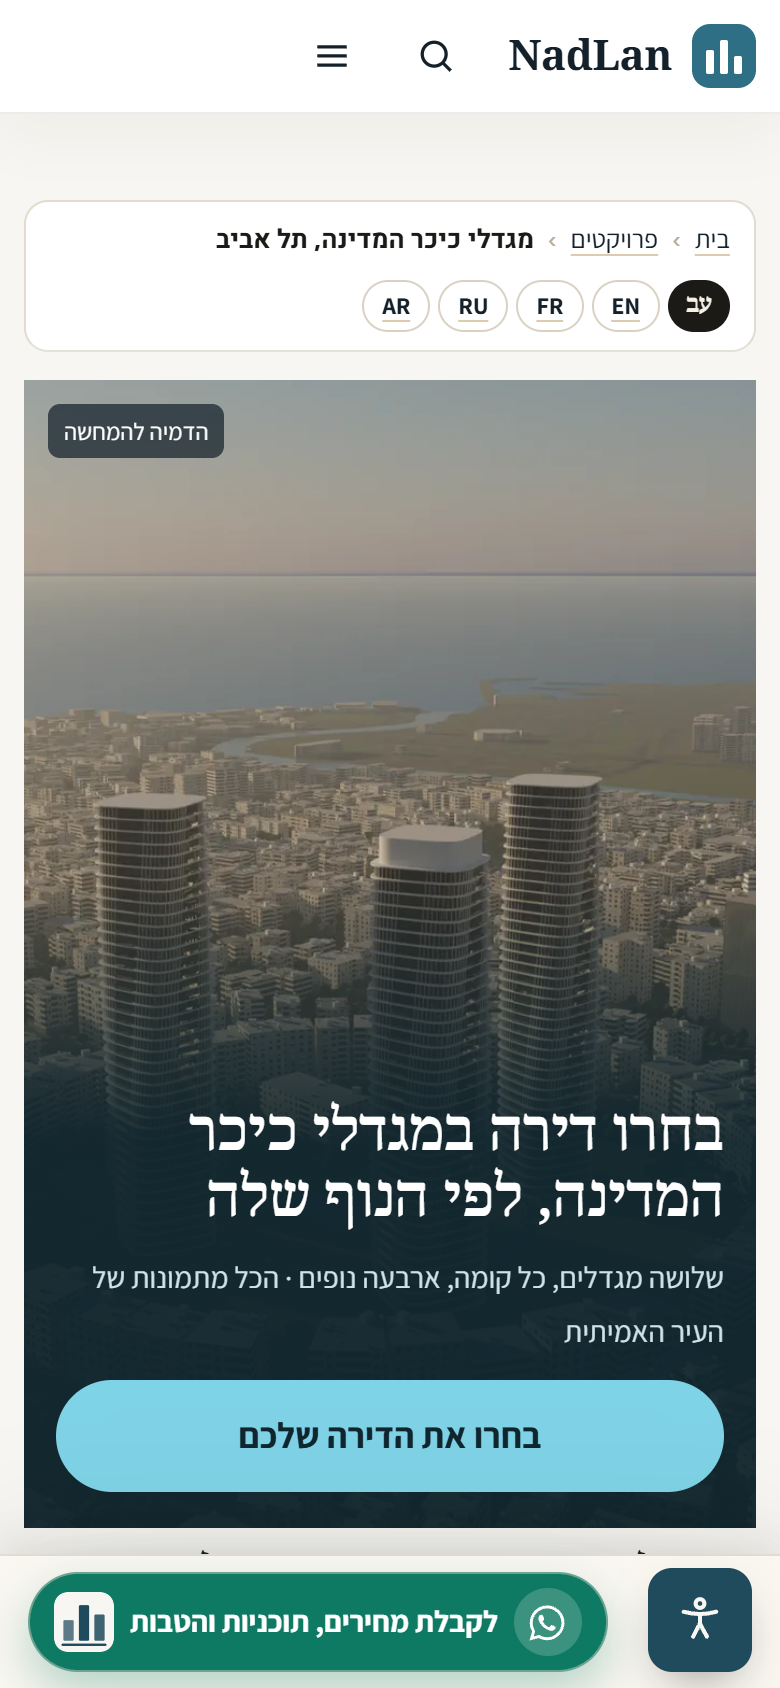 NadLan
בית › פרויקטים › מגדלי כיכר המדינה, תל אביב
עב EN FR RU AR
הדמיה להמחשה
בחרו דירה במגדלי כיכר
המדינה, לפי הנוף שלה
שלושה מגדלים, כל קומה, ארבעה נופים · הכל מתמונות של
העיר האמיתית
בחרו את הדירה שלכם
לקבלת מחירים, תוכניות והטבות